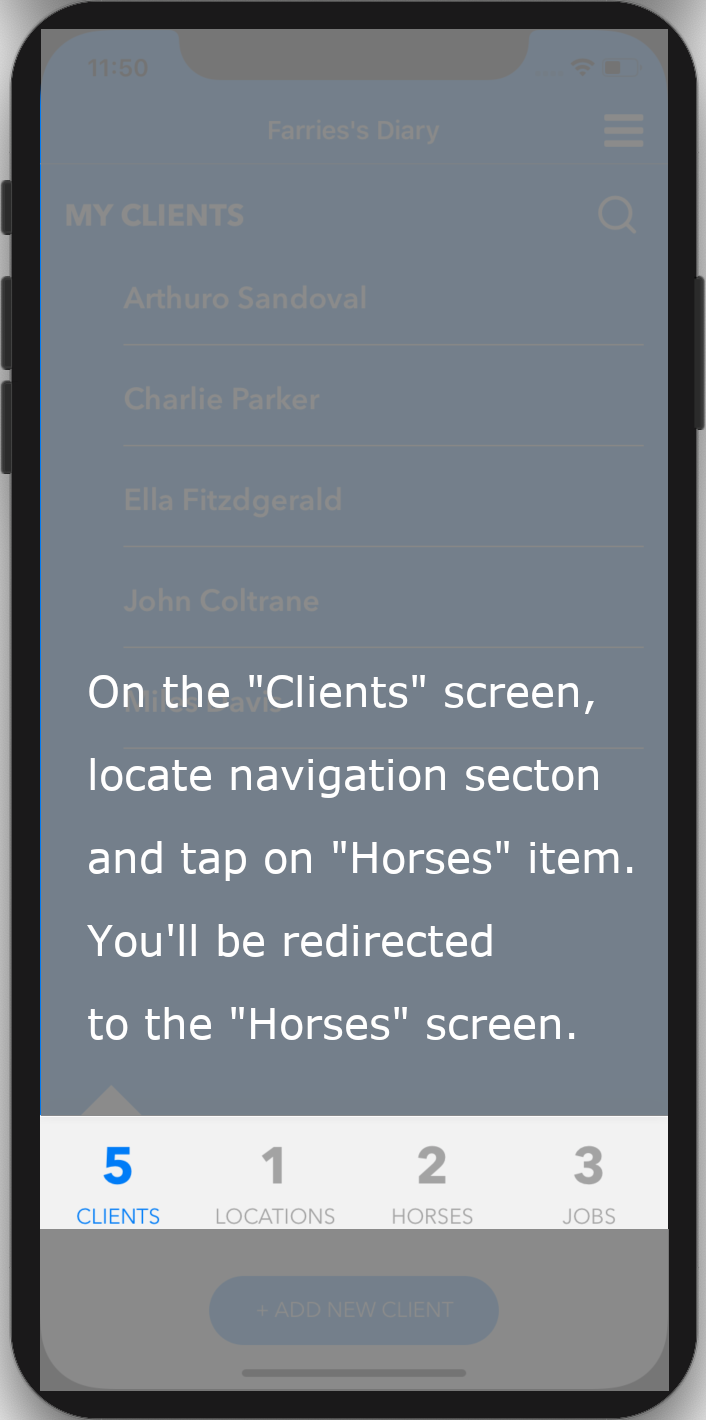 11:50
Farries's Diary
MY CLIENTS
Arthuro Sandoval
Charlie Parker
Ella Fitzdgerald
John Coltrane
Miles Davis
On the "Clients" screen,
locate navigation secton
and tap on "Horses" item.
You'll be redirected
to the "Horses" screen.
5 1 2 3
CLIENTS LOCATIONS HORSES JOBS
+ ADD NEW CLIENT